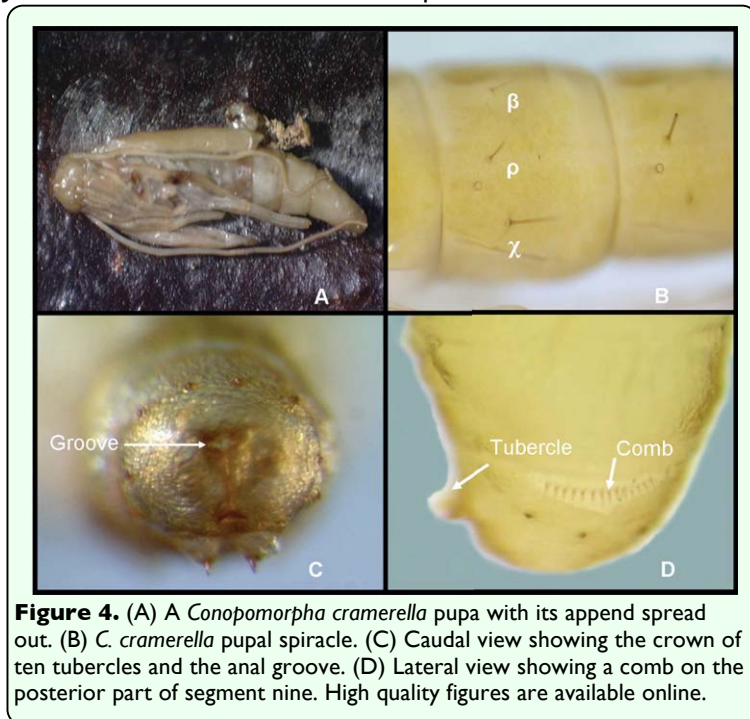 β
ρ
χ
A
B
Groove
C
Tubercle Comb
D
Figure 4. (A) A Conopomorpha cramerella pupa with its append spread
out. (B) C. cramerella pupal spiracle. (C) Caudal view showing the crown of
ten tubercles and the anal groove. (D) Lateral view showing a comb on the
posterior part of segment nine. High quality figures are available online.